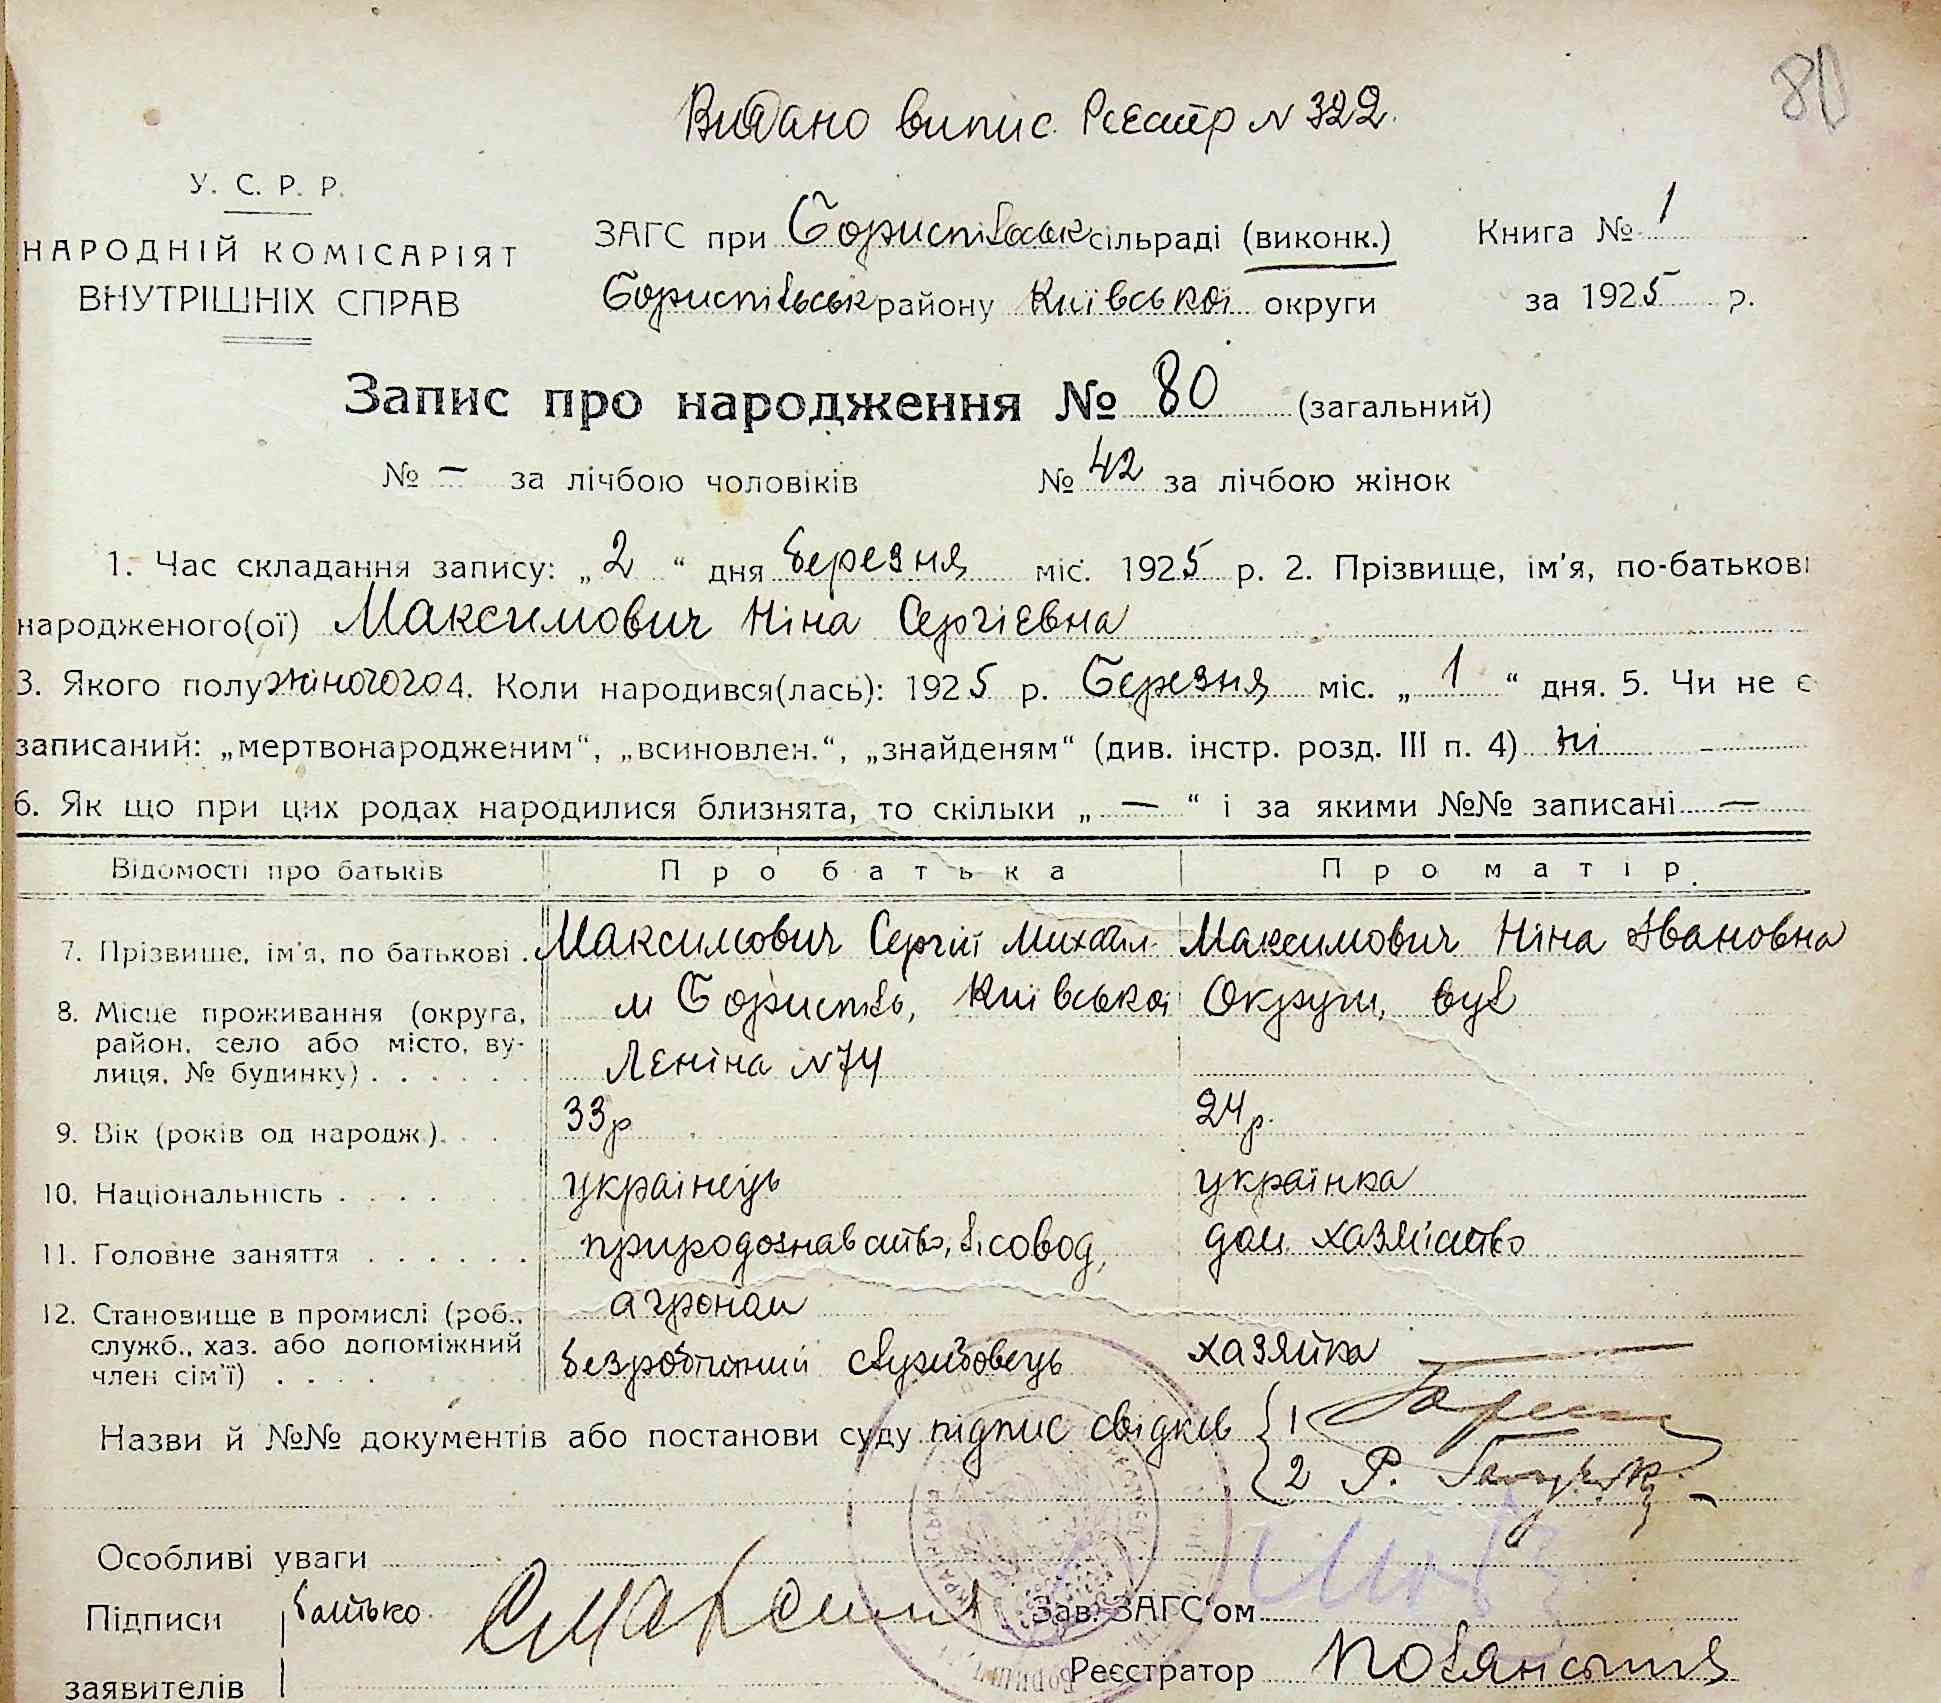 80
Видано випис. Реєстр N 322.
У. С. Р. Р.
НАРОДНІЙ КОМІСАРІЯТ
ВНУТРІШНІХ СПРАВ
ЗАГС при Бориспільськ сільраді (виконк.)
Бориспільськ району Київської округи
Книга № 1
за 1925 р.
Запис про народження № 80 (загальний)
№ — за лічбою чоловіків № 42 за лічбою жінок
1. Час складання запису: „ 2 “ дня березня міс. 1925 р. 2. Прізвище, ім'я, по-батькові
народженого(ої) Максимович Ніна Сергієвна
3. Якого полу жіночого 4. Коли народився(лась): 1925 р. Березня міс. „ 1 “ дня. 5. Чи не є
записаний: „мертвонародженим“, „всиновлен.“, „знайденям“ (див. інстр. розд. III п. 4) ні -
6. Як що при цих родах народилися близнята, то скільки „ — “ і за якими №№ записані —
Відомості про батьків Про батька Про матір.
7. Прізвище, ім'я, по батькові . Максимович Сергій Михайл. Максимович Ніна Івановна
8. Місце проживання (округа, м Бориспіль, Київської Округи, вул
район, село або місто, ву-
лиця, № будинку) . . . . . . Леніна N 74
9. Вік (років од народж.) . . . 33 р 24 р.
10. Національність . . . . українець українка
11. Головне заняття . . . . . . природознавство, лісовод, дом хазяйство
агроном
12. Становище в промислі (роб.,
служб., хаз. або допоміжний безробітний службовець хазяйка —
член сім'ї) . . . .
Назви й №№ документів або постанови суду підпис свідків 1
2 Р.
Особливі уваги
Підписи батько
Зав. ЗАГС'ом
Реєстратор
заявителів